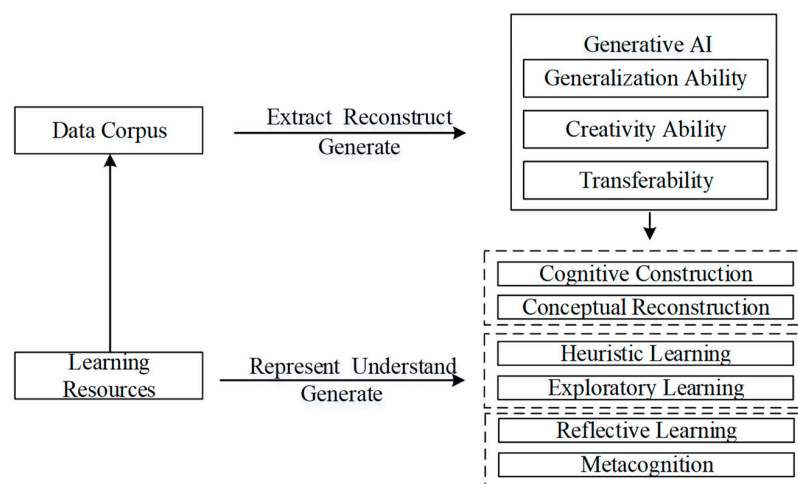 Generative AI
Generalization Ability
Data Corpus
Extract Reconstruct
Generate
Creativity Ability
Transferability
Cognitive Construction
Conceptual Reconstruction
Learning
Resources
Represent Understand
Generate
Heuristic Learning
Exploratory Learning
Reflective Learning
Metacognition